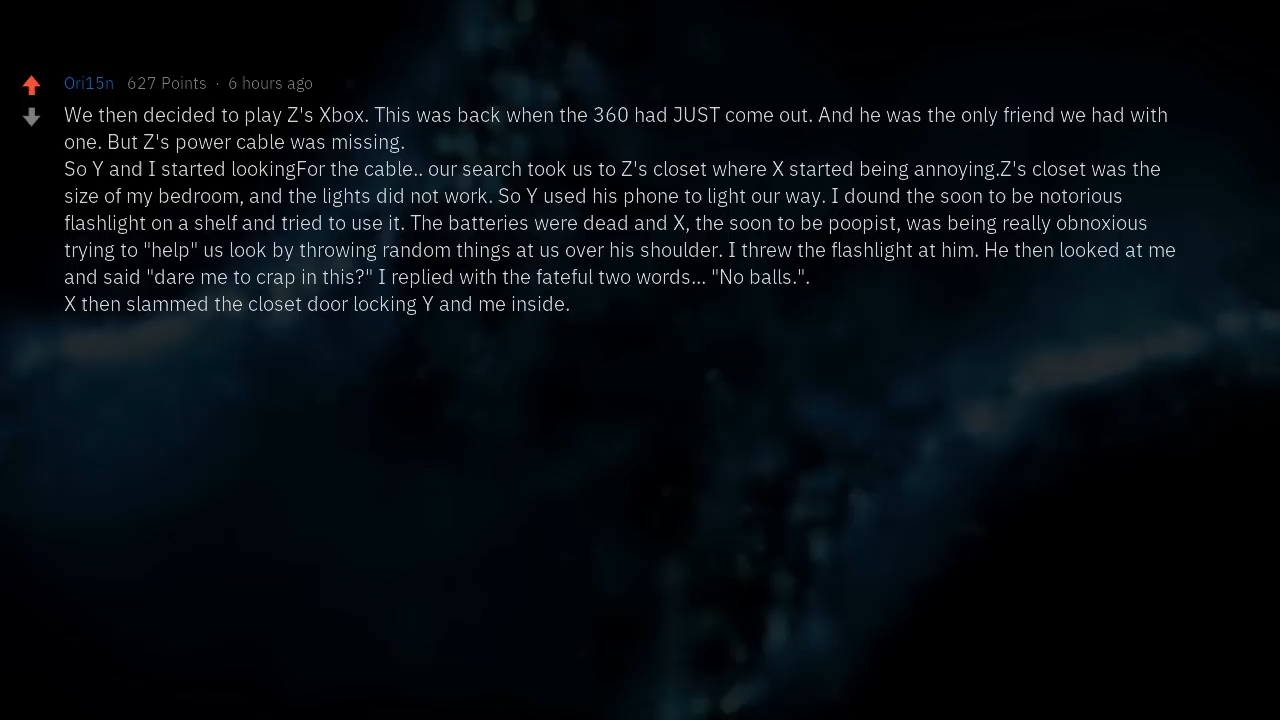 Ori15n 627 Points · 6 hours ago
We then decided to play Z's Xbox. This was back when the 360 had JUST come out. And he was the only friend we had with
one. But Z's power cable was missing.
So Y and I started lookingFor the cable.. our search took us to Z's closet where X started being annoying.Z's closet was the
size of my bedroom, and the lights did not work. So Y used his phone to light our way. I dound the soon to be notorious
flashlight on a shelf and tried to use it. The batteries were dead and X, the soon to be poopist, was being really obnoxious
trying to "help" us look by throwing random things at us over his shoulder. I threw the flashlight at him. He then looked at me
and said "dare me to crap in this?" I replied with the fateful two words... "No balls.".
X then slammed the closet door locking Y and me inside.